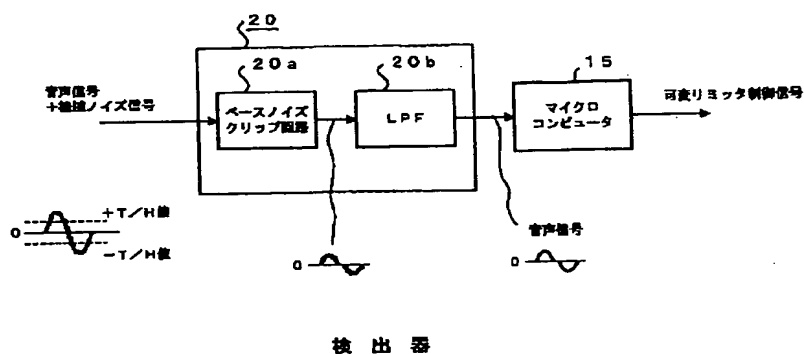 20
20a
20b
15
音声信号
+機械ノイズ信号
ベースノイズ
クリップ回路
LPF
マイクロ
コンピュータ
可変リミッタ制御信号
+T/H値
0
-T/H値
0
音声信号
0
検出器